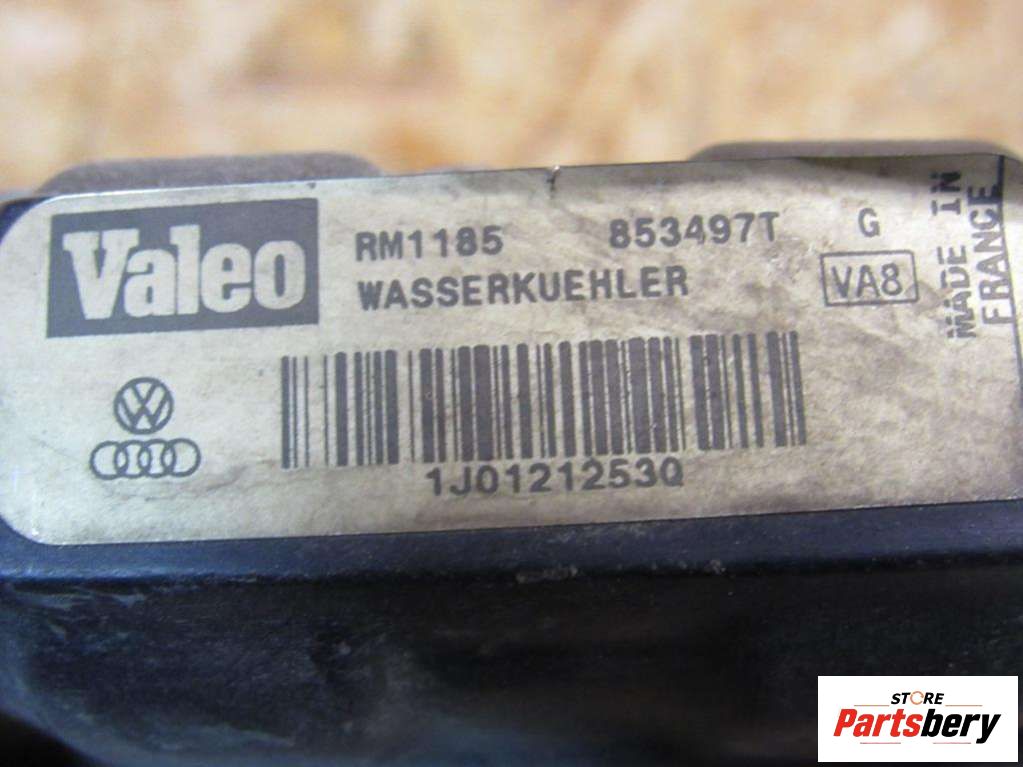 Valeo
RM1185 853497T G
WASSERKUEHLER VA8
MADE IN
FRANCE
1J0121253Q
STORE
Partsbery